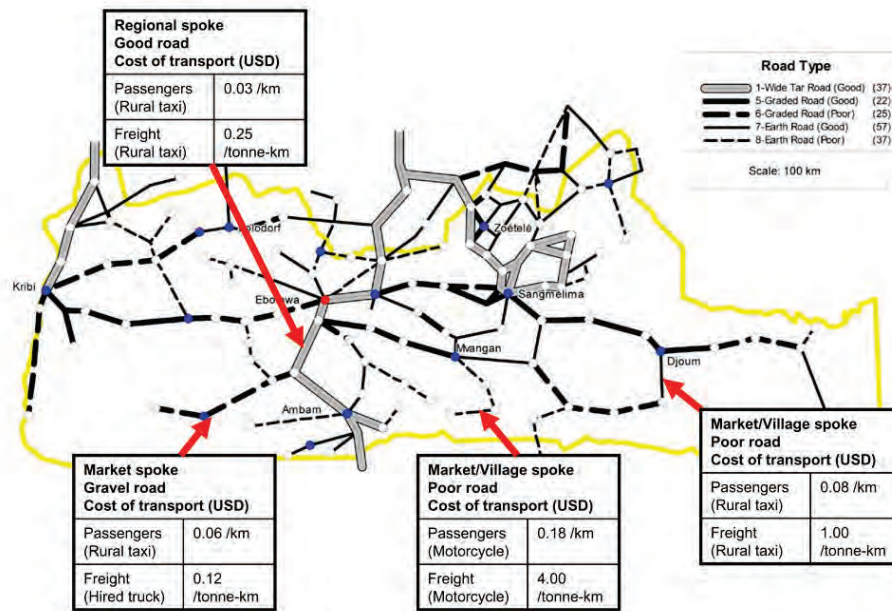 Regional spoke
Good road
Cost of transport (USD)
Passengers 0.03 /km
(Rural taxi)
Freight 0.25
(Rural taxi) /tonne-km
Road Type
1-Wide Tar Road (Good) (37)
5-Graded Road (Good) (22)
6-Graded Road (Poor) (25)
7-Earth Road (Good) (57)
8-Earth Road (Poor) (37)
Scale: 100 km
Zoételé
Kribi
Sangmelima
Mvangan
Djoum
Ambam
Market spoke
Gravel road
Cost of transport (USD)
Passengers 0.06 /km
(Rural taxi)
Freight 0.12
(Hired truck) /tonne-km
Market/Village spoke
Poor road
Cost of transport (USD)
Passengers 0.18 /km
(Motorcycle)
Freight 4.00
(Motorcycle) /tonne-km
Market/Village spoke
Poor road
Cost of transport (USD)
Passengers 0.08 /km
(Rural taxi)
Freight 1.00
(Rural taxi) /tonne-km